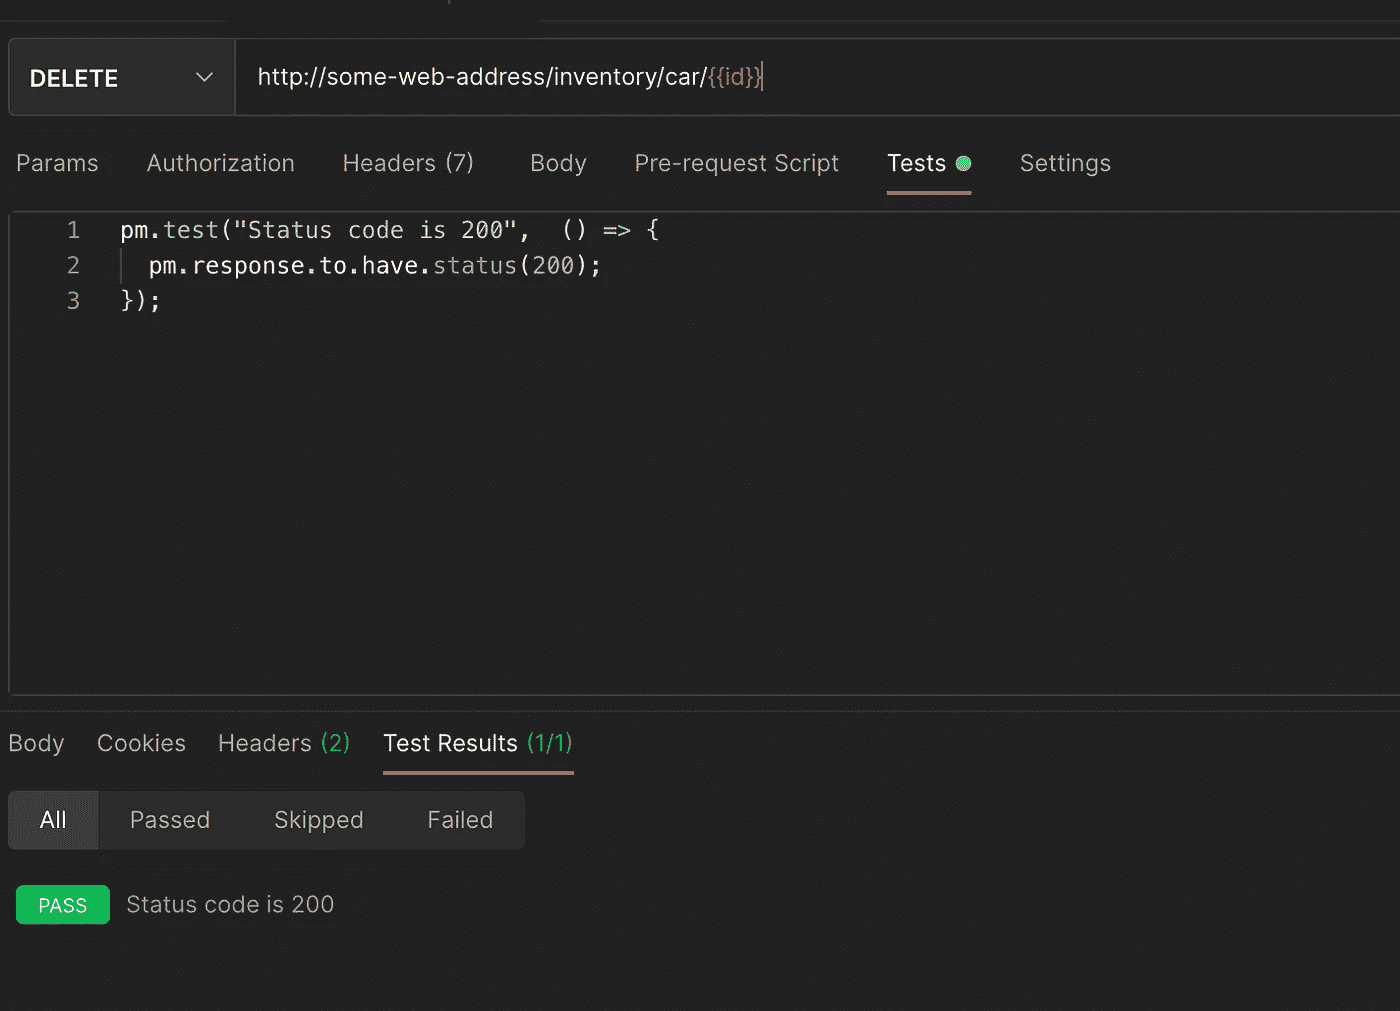 DELETE http://some-web-address/inventory/car/{{id}}
Params Authorization Headers (7) Body Pre-request Script Tests Settings
1 pm.test("Status code is 200",  () => {
2   pm.response.to.have.status(200);
3 });
Body Cookies Headers (2) Test Results (1/1)
All Passed Skipped Failed
PASS Status code is 200